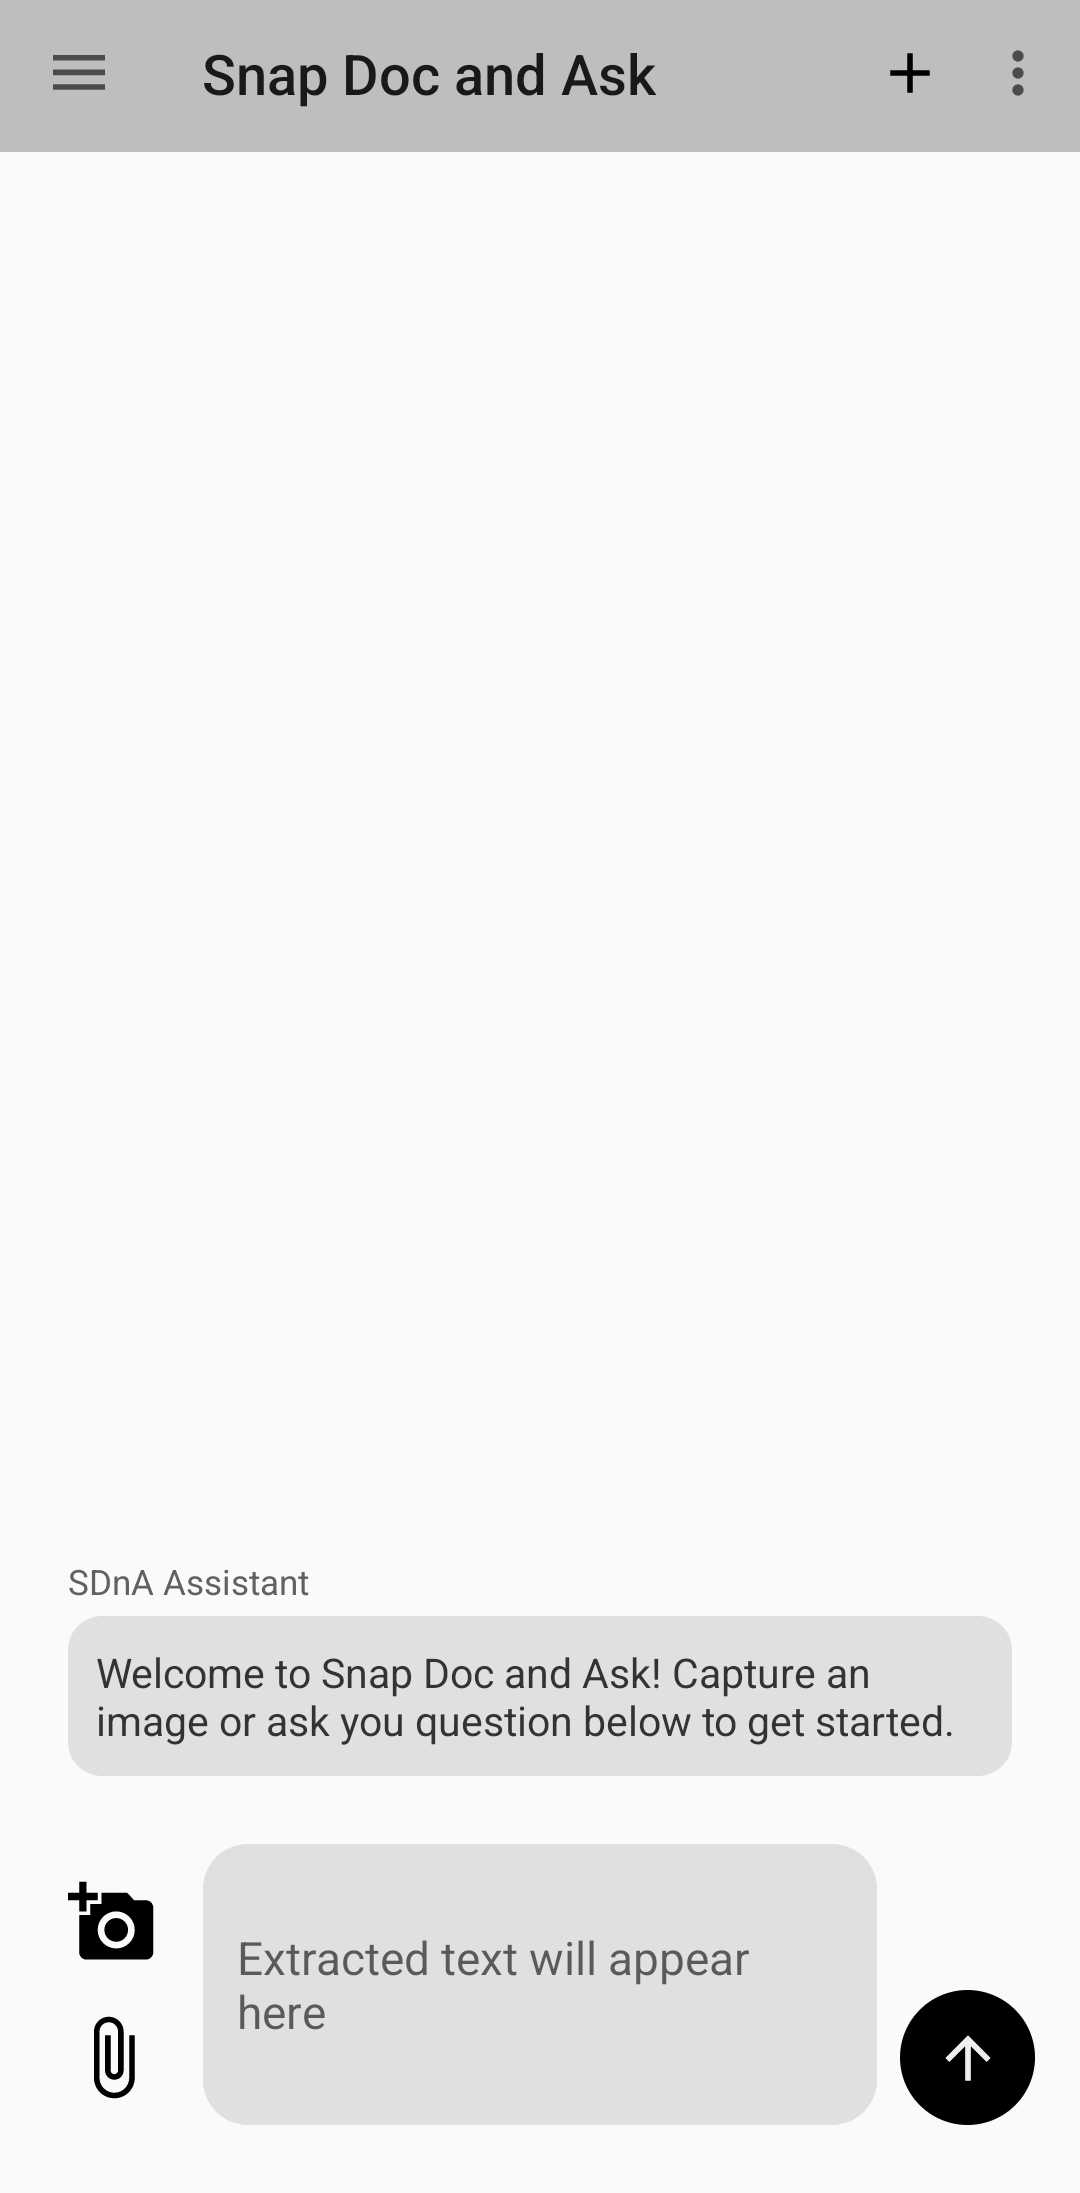 Snap Doc and Ask
SDnA Assistant
Welcome to Snap Doc and Ask! Capture an
image or ask you question below to get started.
Extracted text will appear
here